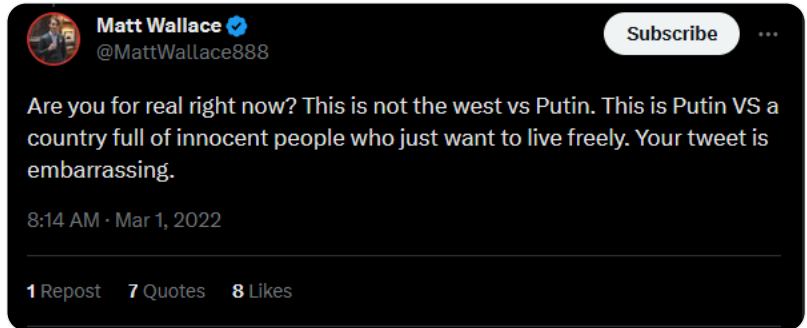 Matt Wallace
@MattWallace888
Subscribe
Are you for real right now? This is not the west vs Putin. This is Putin VS a
country full of innocent people who just want to live freely. Your tweet is
embarrassing.
8:14 AM · Mar 1, 2022
1 Repost 7 Quotes 8 Likes